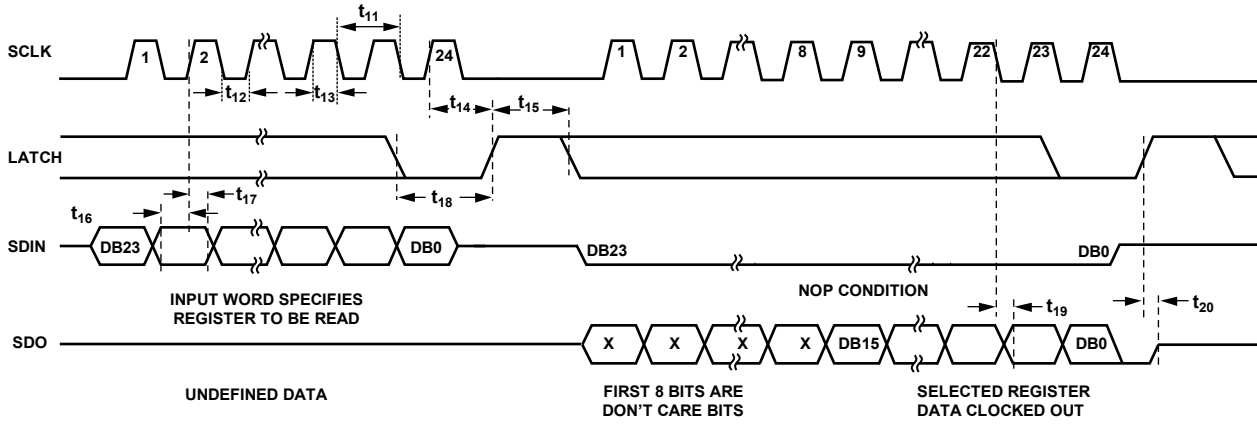 t11
SCLK 1 2 24 1 2 8 9 22 23 24
t12 t13 t14 t15
LATCH
t16 t17 t18
SDIN DB23 DB0 DB23 DB0
INPUT WORD SPECIFIES
REGISTER TO BE READ
NOP CONDITION
t19 t20
SDO X X X X DB15 DB0
UNDEFINED DATA
FIRST 8 BITS ARE
DON'T CARE BITS
SELECTED REGISTER
DATA CLOCKED OUT